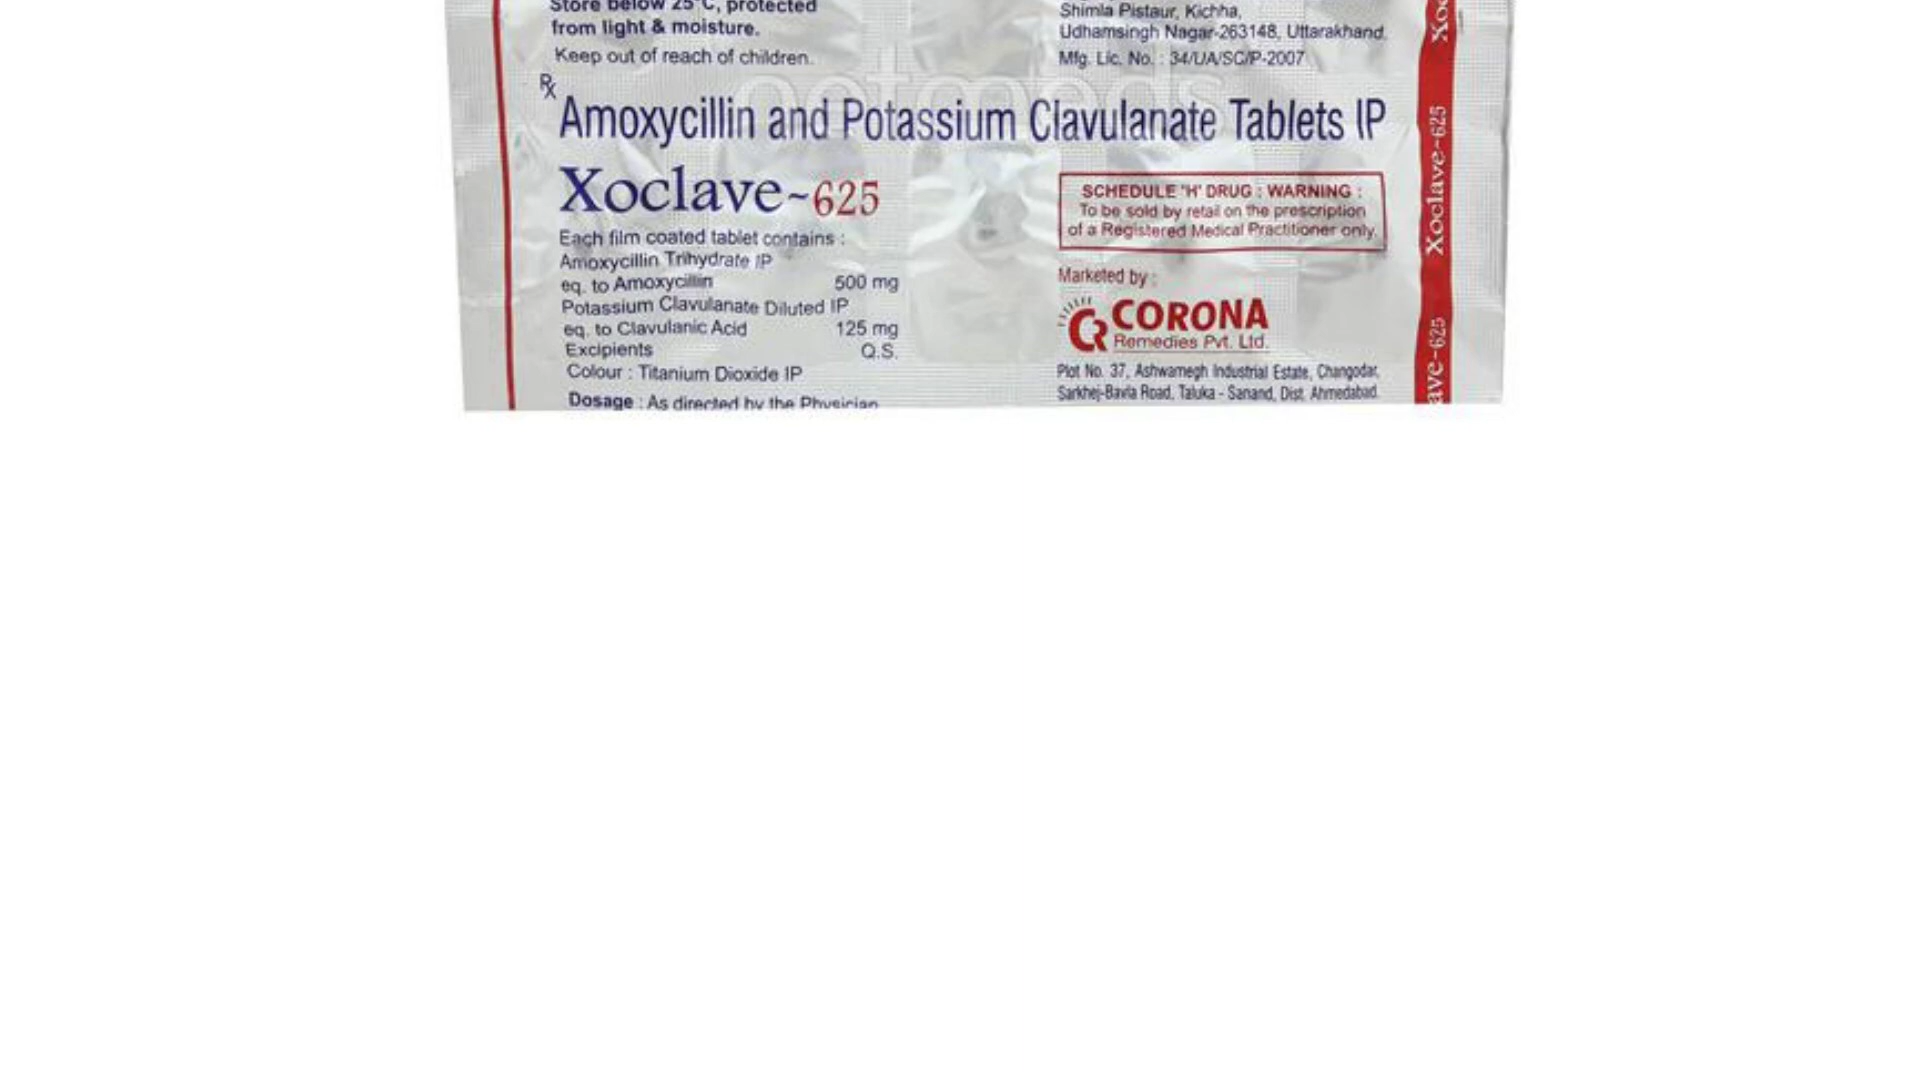 Store below 25°C, protected
from light & moisture.
Keep out of reach of children.
Shimla Pistaur, Kichha,
Udhamsingh Nagar-263148, Uttarakhand.
Mfg. Lic. No. : 34/UA/SC/P-2007
Rx
Amoxycillin and Potassium Clavulanate Tablets IP
Xoclave-625
Each film coated tablet contains :
Amoxycillin Trihydrate IP
eq. to Amoxycillin 500 mg
Potassium Clavulanate Diluted IP
eq. to Clavulanic Acid 125 mg
Excipients Q.S.
Colour : Titanium Dioxide IP
Dosage : As directed by the Physician
SCHEDULE 'H' DRUG : WARNING :
To be sold by retail on the prescription
of a Registered Medical Practitioner only.
Marketed by :
CR CORONA
Remedies Pvt. Ltd.
Plot No. 37, Ashwamegh Industrial Estate, Changodar,
Sarkhej-Bavla Road, Taluka - Sanand, Dist. Ahmedabad.
Xoc
Xoclave-625
ave-625
netmeds